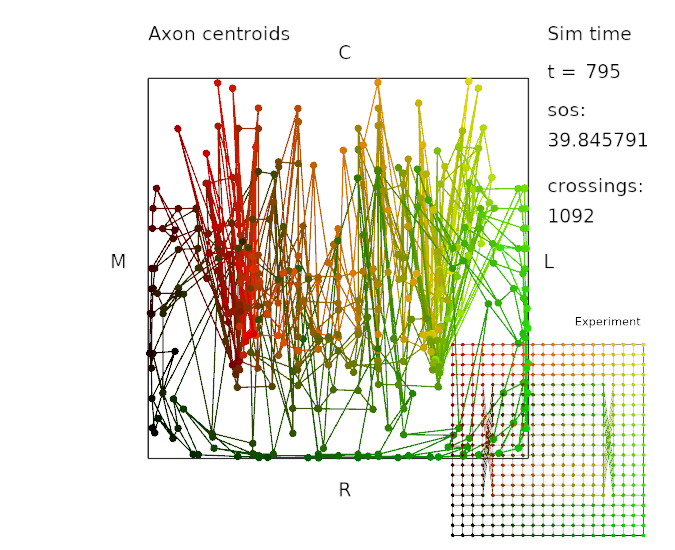 Axon centroids
C
Sim time
t = 795
sos:
39.845791
crossings:
1092
M
L
Experiment
R